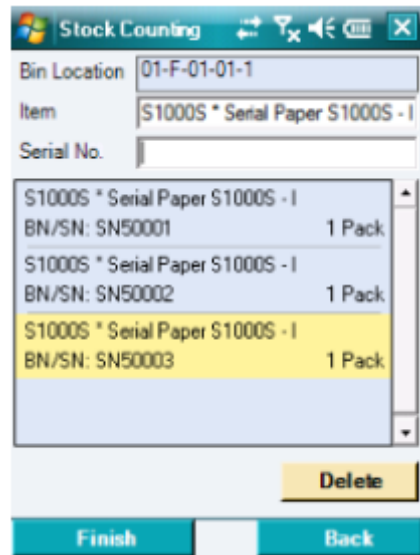 Stock Counting
Bin Location 01-F-01-01-1
Item S1000S * Serial Paper S1000S - I
Serial No.
S1000S * Serial Paper S1000S - I
BN/SN: SN50001 1 Pack
S1000S * Serial Paper S1000S - I
BN/SN: SN50002 1 Pack
S1000S * Serial Paper S1000S - I
BN/SN: SN50003 1 Pack
Delete
Finish Back